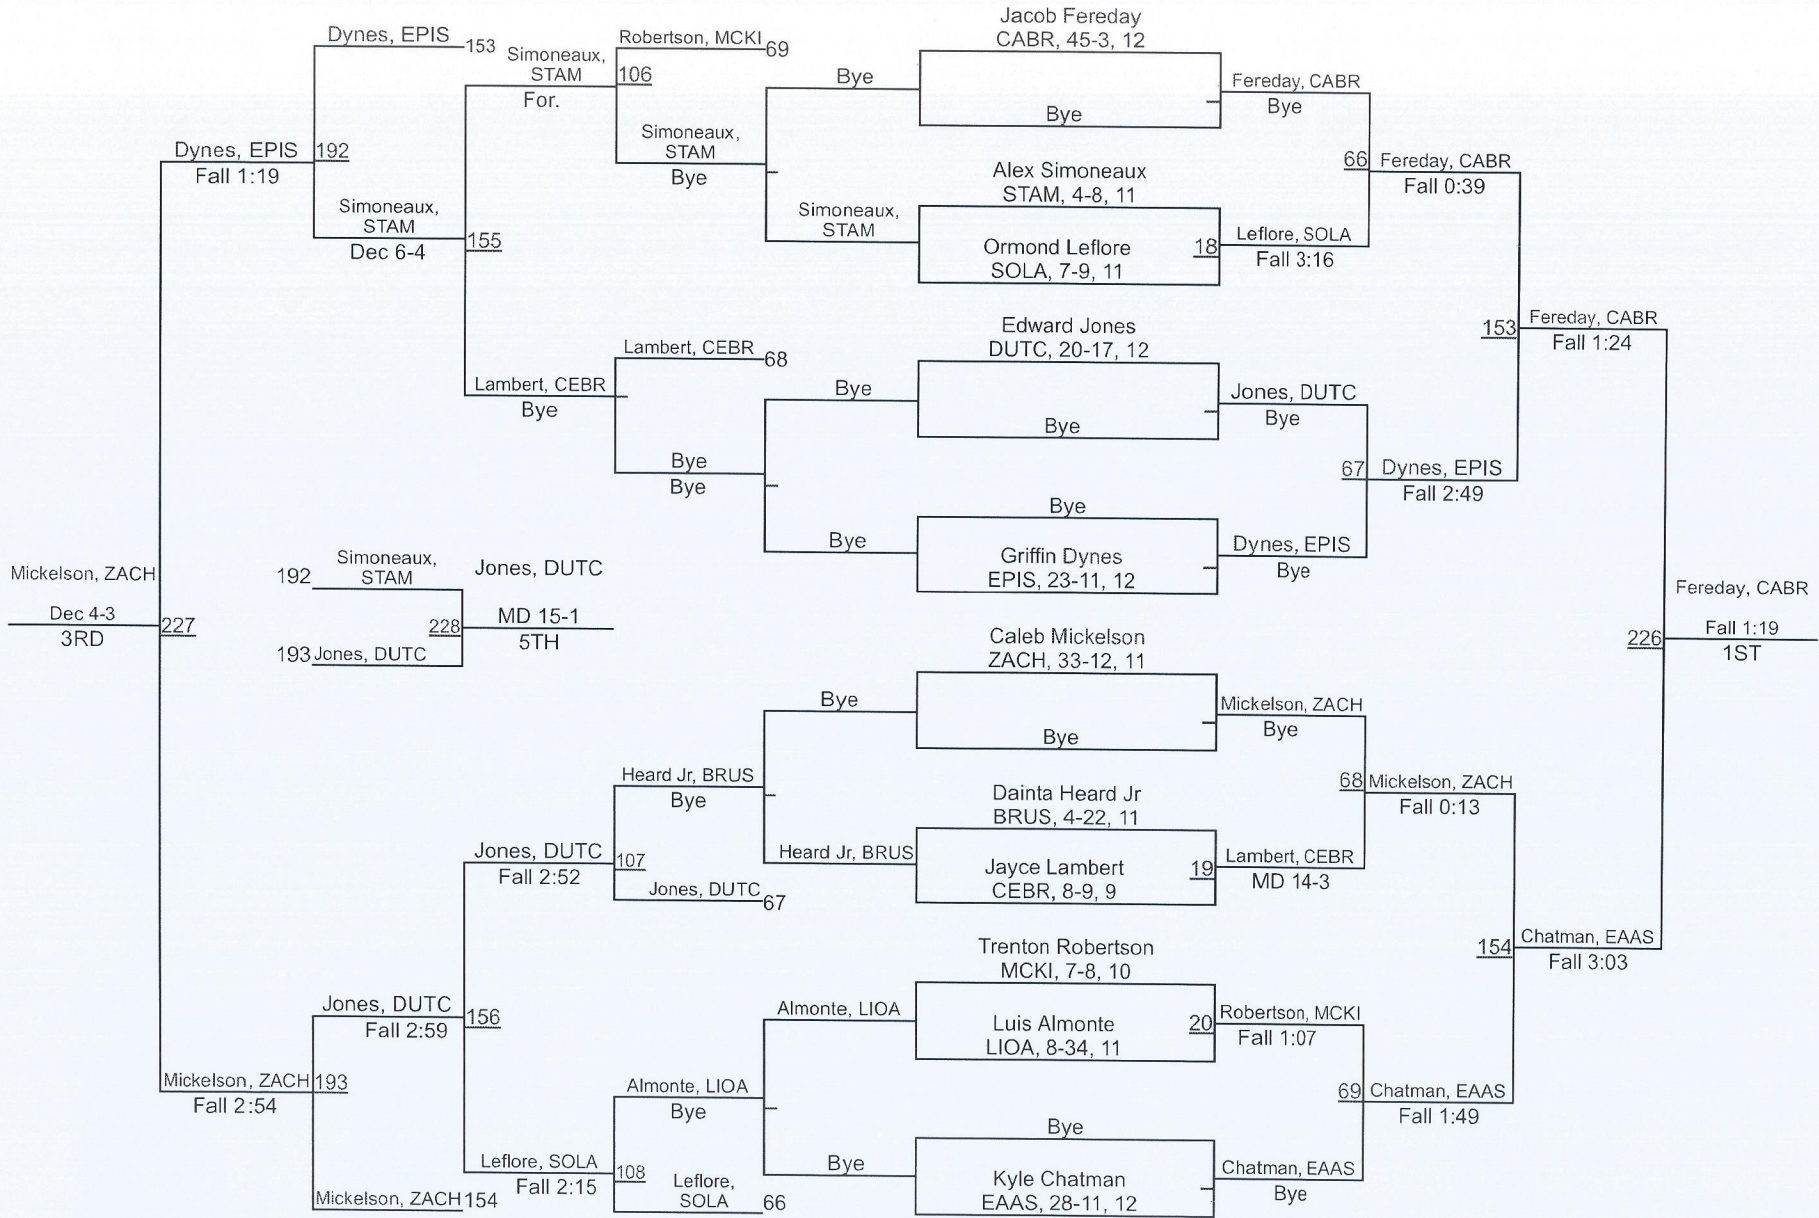 Jacob Fereday
CABR, 45-3, 12
Bye
Bye
Fereday, CABR
Bye
Alex Simoneaux
STAM, 4-8, 11
Simoneaux,
STAM
Ormond Leflore
SOLA, 7-9, 11
18
Leflore, SOLA
Fall 3:16
66
Fereday, CABR
Fall 0:39
Edward Jones
DUTC, 20-17, 12
Bye
Bye
Jones, DUTC
Bye
Bye
Bye
Griffin Dynes
EPIS, 23-11, 12
Dynes, EPIS
Bye
67
Dynes, EPIS
Fall 2:49
153
Fereday, CABR
Fall 1:24
Caleb Mickelson
ZACH, 33-12, 11
Bye
Bye
Mickelson, ZACH
Bye
Dainta Heard Jr
BRUS, 4-22, 11
Heard Jr, BRUS
Jayce Lambert
CEBR, 8-9, 9
19
Lambert, CEBR
MD 14-3
68
Mickelson, ZACH
Fall 0:13
Trenton Robertson
MCKI, 7-8, 10
Almonte, LIOA
Luis Almonte
LIOA, 8-34, 11
20
Robertson, MCKI
Fall 1:07
Bye
Bye
Kyle Chatman
EAAS, 28-11, 12
Chatman, EAAS
Bye
69
Chatman, EAAS
Fall 1:49
154
Chatman, EAAS
Fall 3:03
226
Fereday, CABR
Fall 1:19
1ST
Robertson, MCKI
69
Simoneaux,
STAM
Bye
106
Simoneaux,
STAM
For.
Lambert, CEBR
68
Bye
Bye
Lambert, CEBR
Bye
155
Simoneaux,
STAM
Dec 6-4
Dynes, EPIS
153
192
Dynes, EPIS
Fall 1:19
192
Simoneaux,
STAM
193
Jones, DUTC
228
Jones, DUTC
MD 15-1
5TH
Heard Jr, BRUS
Bye
Jones, DUTC
67
107
Jones, DUTC
Fall 2:52
Almonte, LIOA
Bye
Leflore,
SOLA
66
108
Leflore, SOLA
Fall 2:15
156
Jones, DUTC
Fall 2:59
Mickelson, ZACH
154
193
Mickelson, ZACH
Fall 2:54
227
Mickelson, ZACH
Dec 4-3
3RD